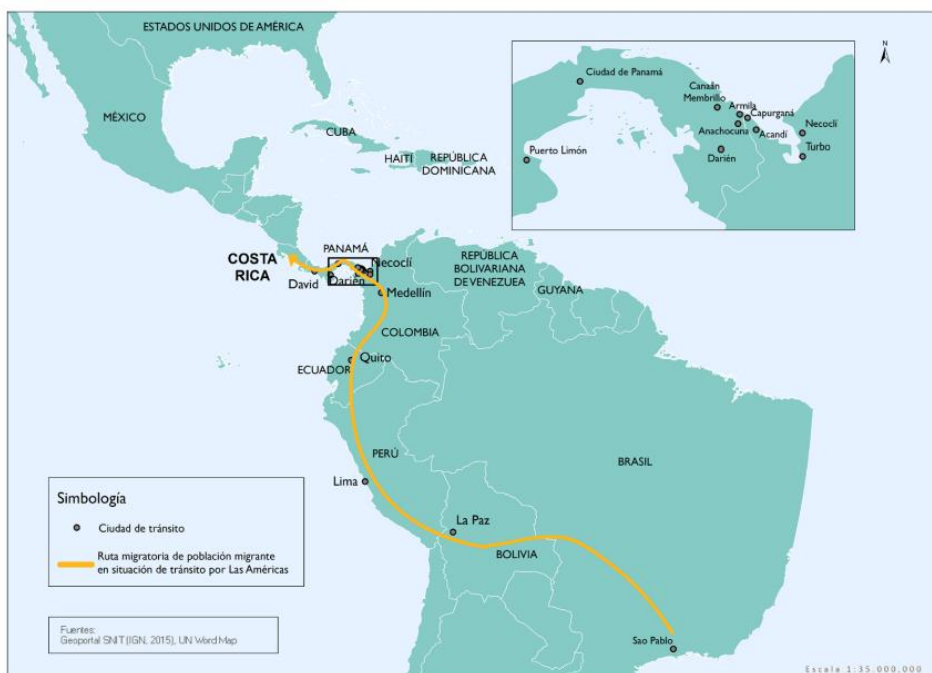 ESTADOS UNIDOS DE AMÉRICA
MÉXICO
CUBA
HAITÍ
REPÚBLICA
DOMINICANA
N
Ciudad de Panamá
Canaán
Membrillo
Armila
Capurganá
Anachocuna
Acandí
Necoclí
Turbo
Puerto Limón
Darién
COSTA
RICA
PANAMÁ
Necoclí
David
Darién
Medellín
REPÚBLICA
BOLIVARIANA
DE VENEZUEA
GUYANA
COLOMBIA
Quito
ECUADOR
PERÚ
BRASIL
Lima
La Paz
BOLIVIA
Sao Pablo
Simbología
Ciudad de tránsito
Ruta migratoria de población migrante
en situación de tránsito por Las Américas
Fuentes:
Geoportal SNIT (IGN, 2015), UN Word Map
Escala 1:35.000.000